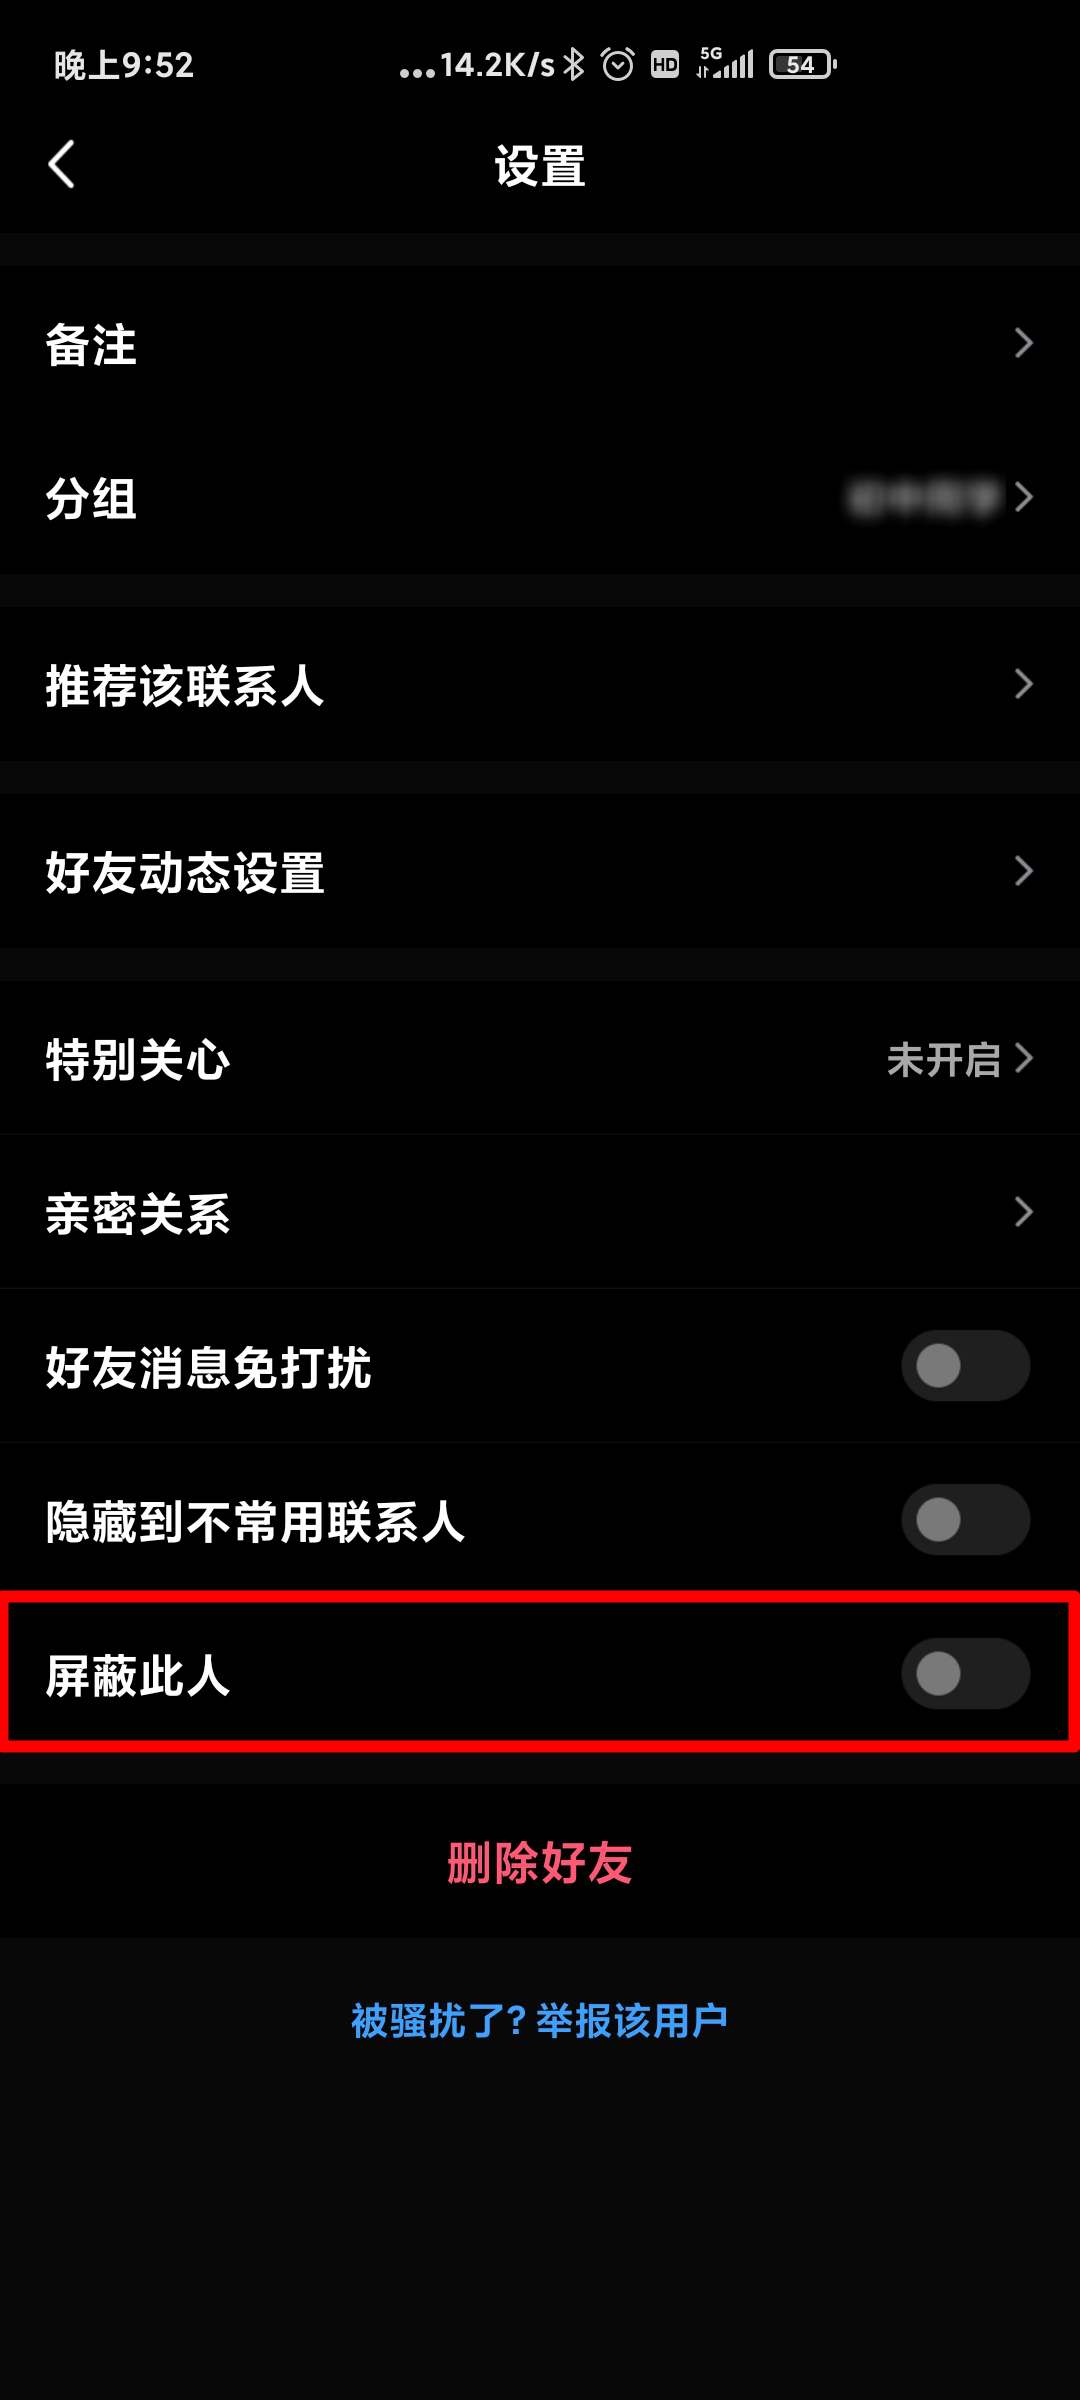 晚上9:52
...14.2K/s HD 5G 54
设置
备注
分组
推荐该联系人
好友动态设置
特别关心 未开启
亲密关系
好友消息免打扰
隐藏到不常用联系人
屏蔽此人
删除好友
被骚扰了? 举报该用户